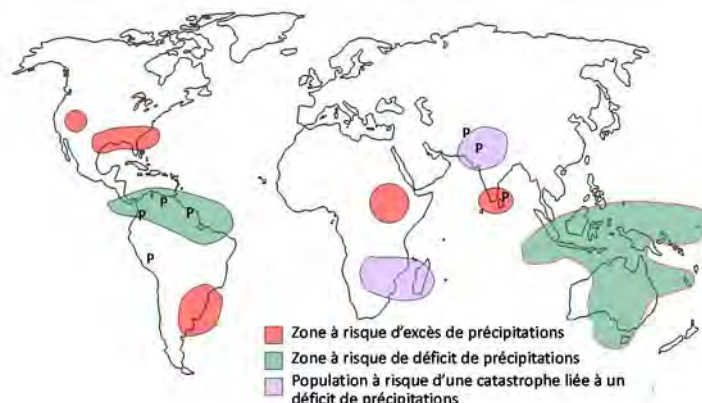 P
P
P
P
P
P
P
P
Zone à risque d'excès de précipitations
Zone à risque de déficit de précipitations
Population à risque d'une catastrophe liée à un
déficit de précipitations